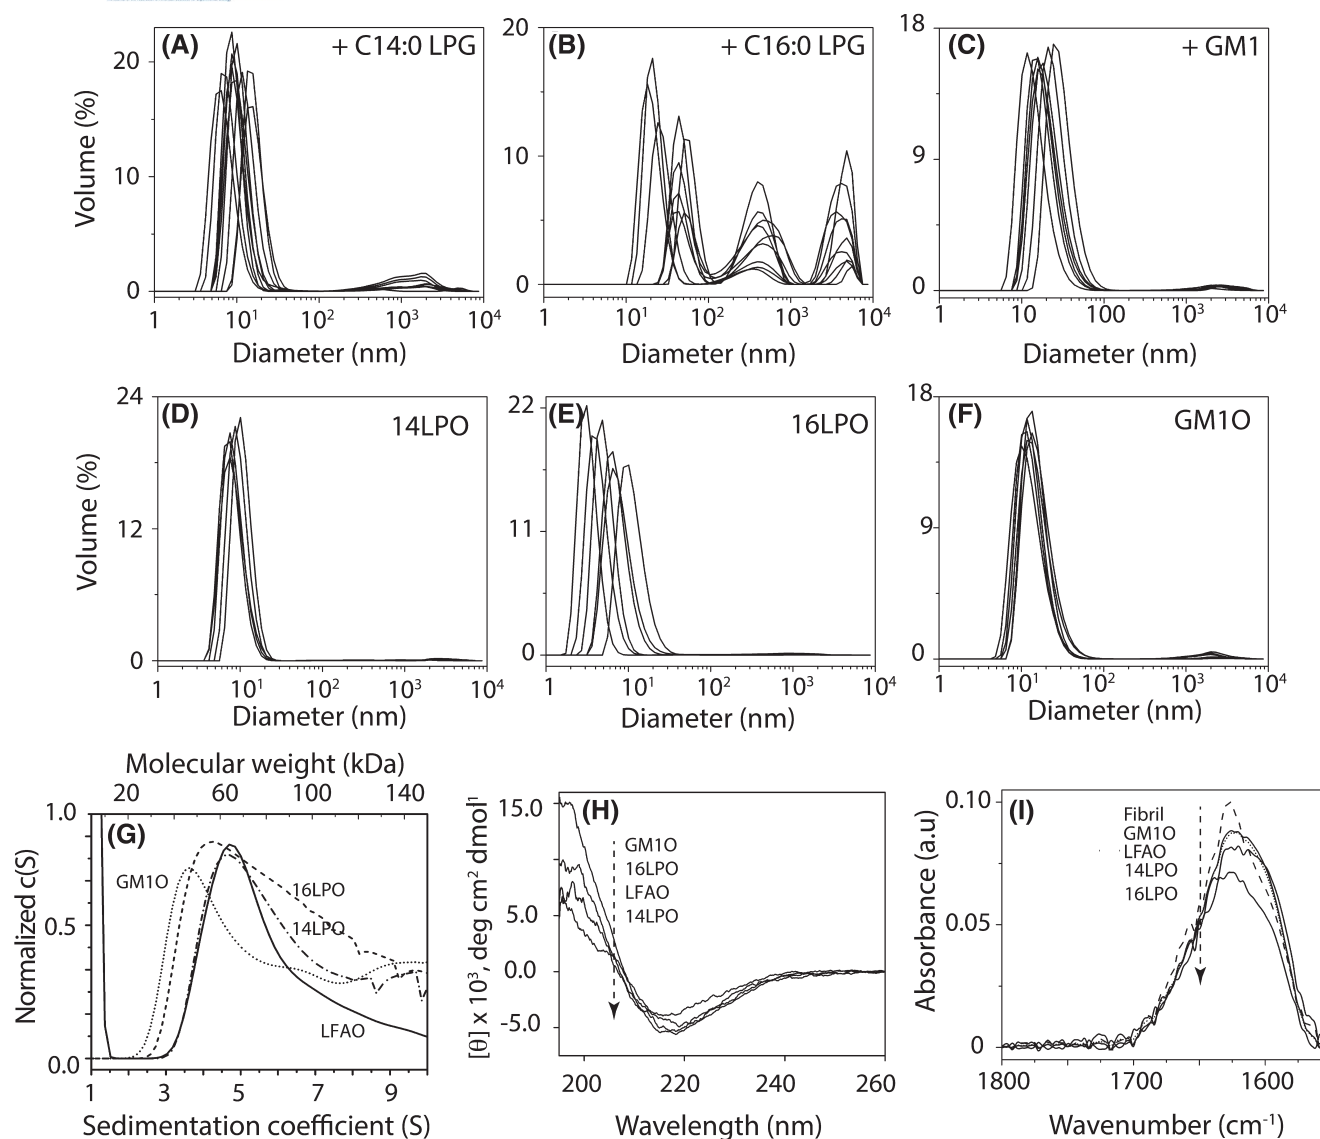 (A) + C14:0 LPG
Volume (%)
20
10
0
1 10¹ 10² 10³ 10⁴
Diameter (nm)
(B) + C16:0 LPG
20
10
0
1 10¹ 10² 10³ 10⁴
Diameter (nm)
(C) + GM1
18
9
0
1 10 100 10³ 10⁴
Diameter (nm)
(D) 14LPO
Volume (%)
24
12
0
1 10¹ 10² 10³ 10⁴
Diameter (nm)
(E) 16LPO
22
11
0
1 10¹ 10² 10³ 10⁴
Diameter (nm)
(F) GM1O
18
9
0
1 10¹ 10² 10³ 10⁴
Diameter (nm)
Molecular weight (kDa)
20 60 100 140
(G)
Normalized c(S)
1.0
0.5
0.0
GM1O
16LPO
14LPO
LFAO
1 3 5 7 9
Sedimentation coefficient (S)
(H)
[θ] x 10³, deg cm² dmol¹
15.0
5.0
0.0
-5.0
GM1O
16LPO
LFAO
14LPO
200 220 240 260
Wavelength (nm)
(I)
Absorbance (a.u)
0.10
0.05
0
Fibril
GM1O
LFAO
14LPO
16LPO
1800 1700 1600
Wavenumber (cm⁻¹)